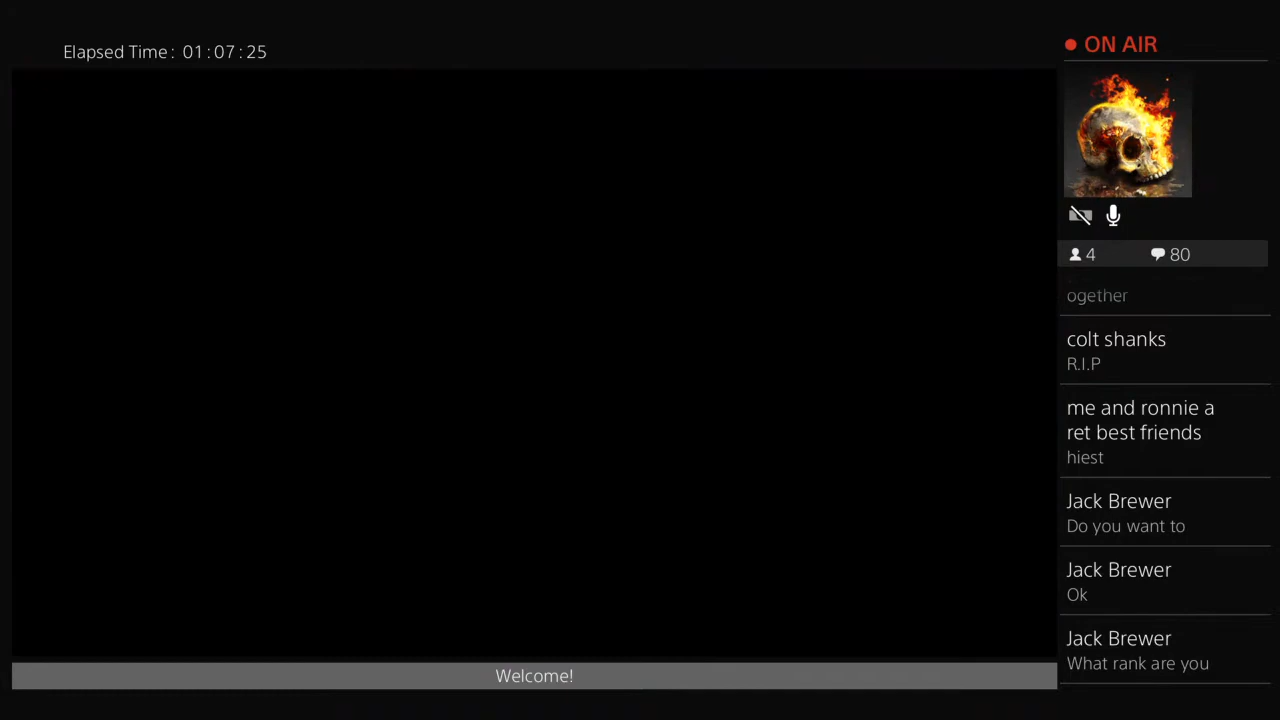 Elapsed Time: 01:07:25
ON AIR
4 80
ogether
colt shanks
R.I.P
me and ronnie a
ret best friends
hiest
Jack Brewer
Do you want to
Jack Brewer
Ok
Jack Brewer
What rank are you
Welcome!